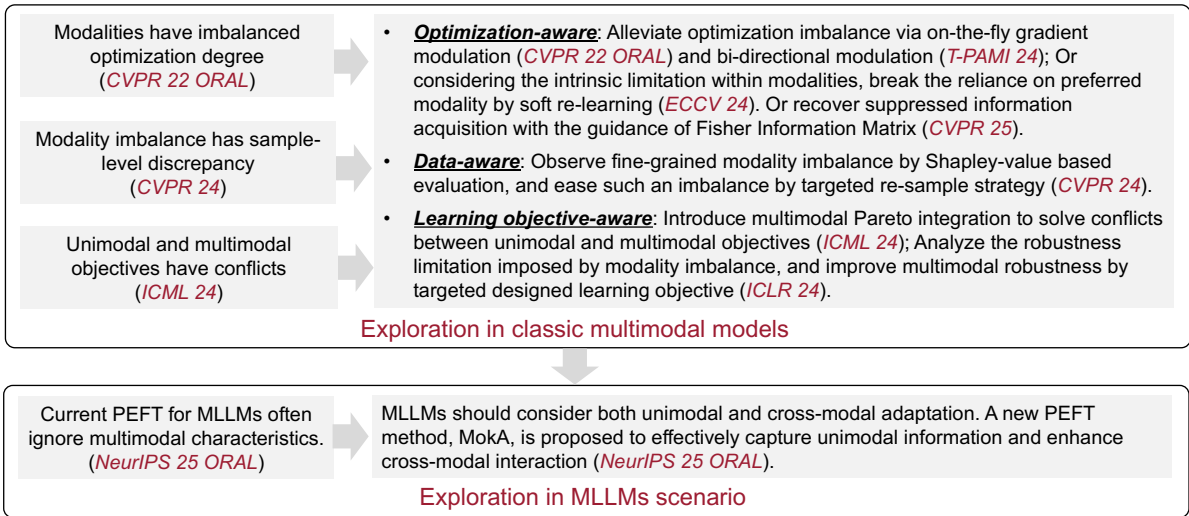 Modalities have imbalanced
optimization degree
(CVPR 22 ORAL)
Modality imbalance has sample-
level discrepancy
(CVPR 24)
Unimodal and multimodal
objectives have conflicts
(ICML 24)
• Optimization-aware: Alleviate optimization imbalance via on-the-fly gradient
modulation (CVPR 22 ORAL) and bi-directional modulation (T-PAMI 24); Or
considering the intrinsic limitation within modalities, break the reliance on preferred
modality by soft re-learning (ECCV 24). Or recover suppressed information
acquisition with the guidance of Fisher Information Matrix (CVPR 25).
• Data-aware: Observe fine-grained modality imbalance by Shapley-value based
evaluation, and ease such an imbalance by targeted re-sample strategy (CVPR 24).
• Learning objective-aware: Introduce multimodal Pareto integration to solve conflicts
between unimodal and multimodal objectives (ICML 24); Analyze the robustness
limitation imposed by modality imbalance, and improve multimodal robustness by
targeted designed learning objective (ICLR 24).
Exploration in classic multimodal models
Current PEFT for MLLMs often
ignore multimodal characteristics.
(NeurIPS 25 ORAL)
MLLMs should consider both unimodal and cross-modal adaptation. A new PEFT
method, MokA, is proposed to effectively capture unimodal information and enhance
cross-modal interaction (NeurIPS 25 ORAL).
Exploration in MLLMs scenario